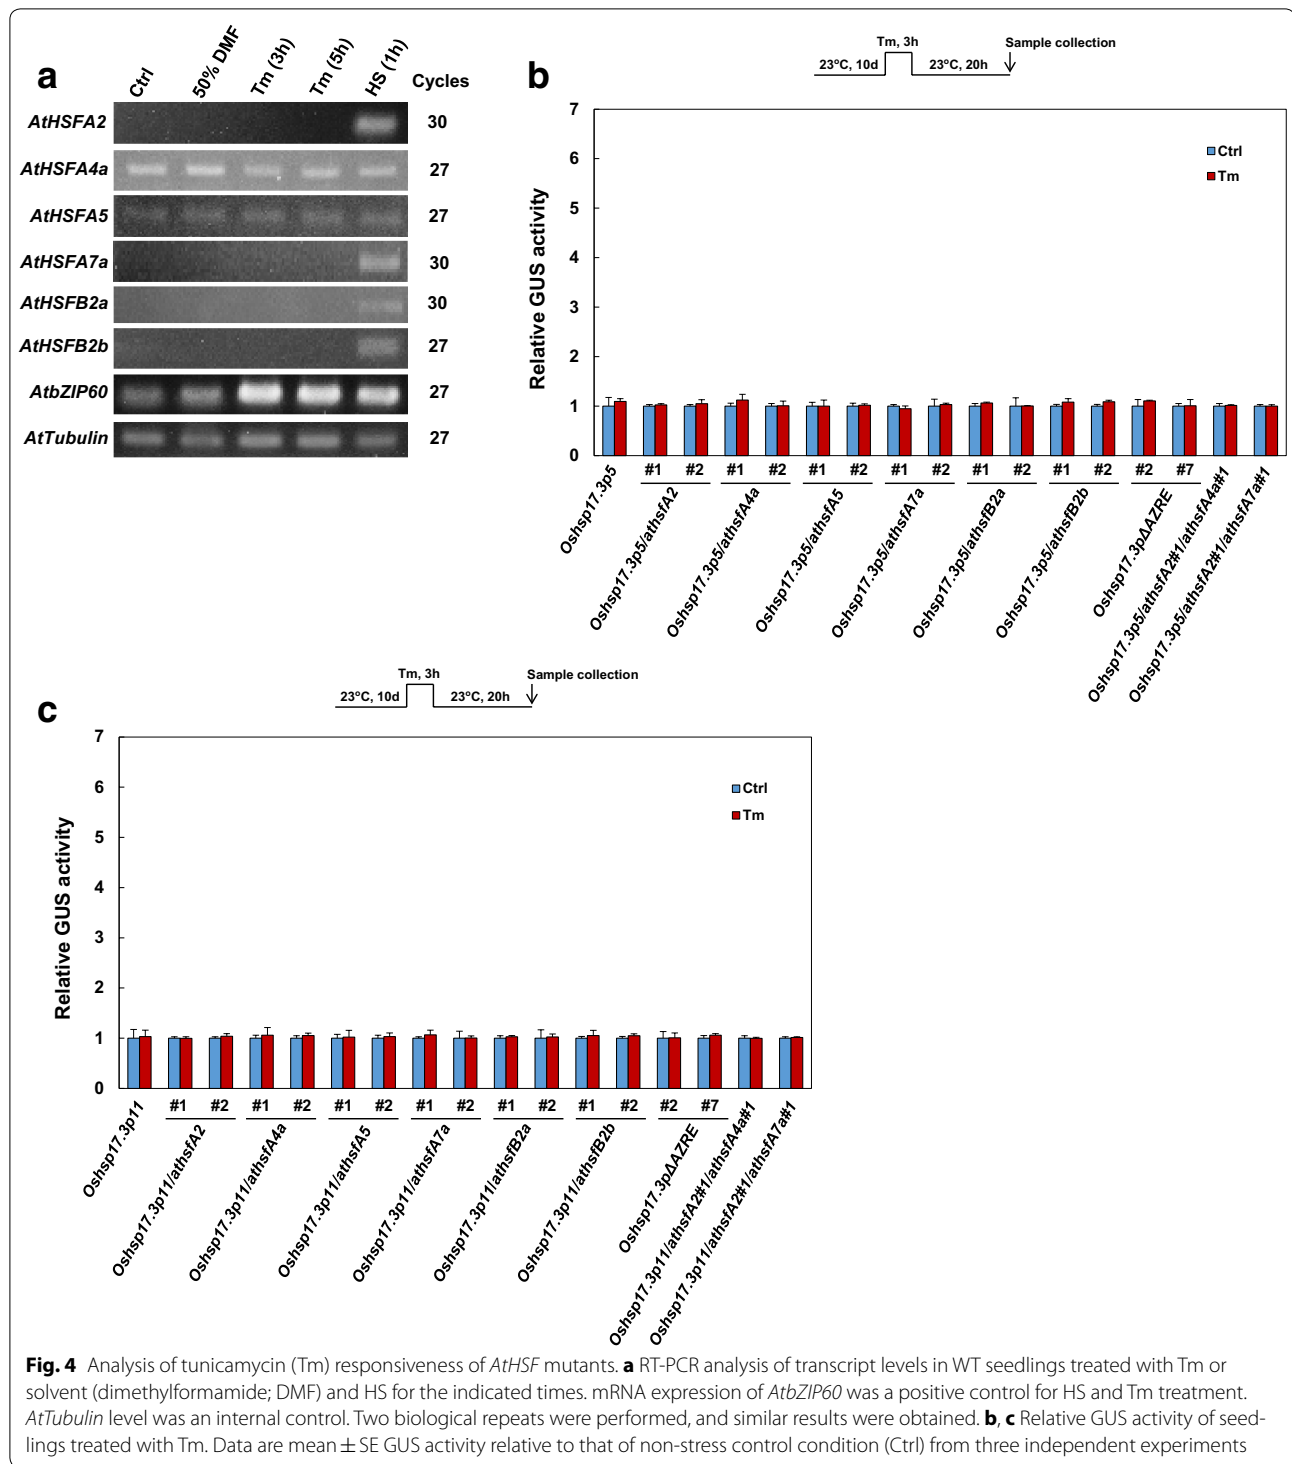 a
Ctrl
50% DMF
Tm (3h)
Tm (5h)
HS (1h)
Cycles
AtHSFA2 30
AtHSFA4a 27
AtHSFA5 27
AtHSFA7a 30
AtHSFB2a 30
AtHSFB2b 27
AtbZIP60 27
AtTubulin 27
b
Tm, 3h Sample collection
23°C, 10d 23°C, 20h
Relative GUS activity
7
6
5
4
3
2
1
0
Ctrl
Tm
#1 #2 #1 #2 #1 #2 #1 #2 #1 #2 #1 #2 #2 #7
Oshsp17.3p5
Oshsp17.3p5/athsfA2
Oshsp17.3p5/athsfA4a
Oshsp17.3p5/athsfA5
Oshsp17.3p5/athsfA7a
Oshsp17.3p5/athsfB2a
Oshsp17.3p5/athsfB2b
Oshsp17.3pΔAZRE
Oshsp17.3p5/athsfA2#1/athsfA4a#1
Oshsp17.3p5/athsfA2#1/athsfA7a#1
c
Tm, 3h Sample collection
23°C, 10d 23°C, 20h
Relative GUS activity
7
6
5
4
3
2
1
0
Ctrl
Tm
#1 #2 #1 #2 #1 #2 #1 #2 #1 #2 #1 #2 #2 #7
Oshsp17.3p11
Oshsp17.3p11/athsfA2
Oshsp17.3p11/athsfA4a
Oshsp17.3p11/athsfA5
Oshsp17.3p11/athsfA7a
Oshsp17.3p11/athsfB2a
Oshsp17.3p11/athsfB2b
Oshsp17.3pΔAZRE
Oshsp17.3p11/athsfA2#1/athsfA4a#1
Oshsp17.3p11/athsfA2#1/athsfA7a#1
Fig. 4 Analysis of tunicamycin (Tm) responsiveness of AtHSF mutants. a RT-PCR analysis of transcript levels in WT seedlings treated with Tm or
solvent (dimethylformamide; DMF) and HS for the indicated times. mRNA expression of AtbZIP60 was a positive control for HS and Tm treatment.
AtTubulin level was an internal control. Two biological repeats were performed, and similar results were obtained. b, c Relative GUS activity of seed-
lings treated with Tm. Data are mean ± SE GUS activity relative to that of non-stress control condition (Ctrl) from three independent experiments